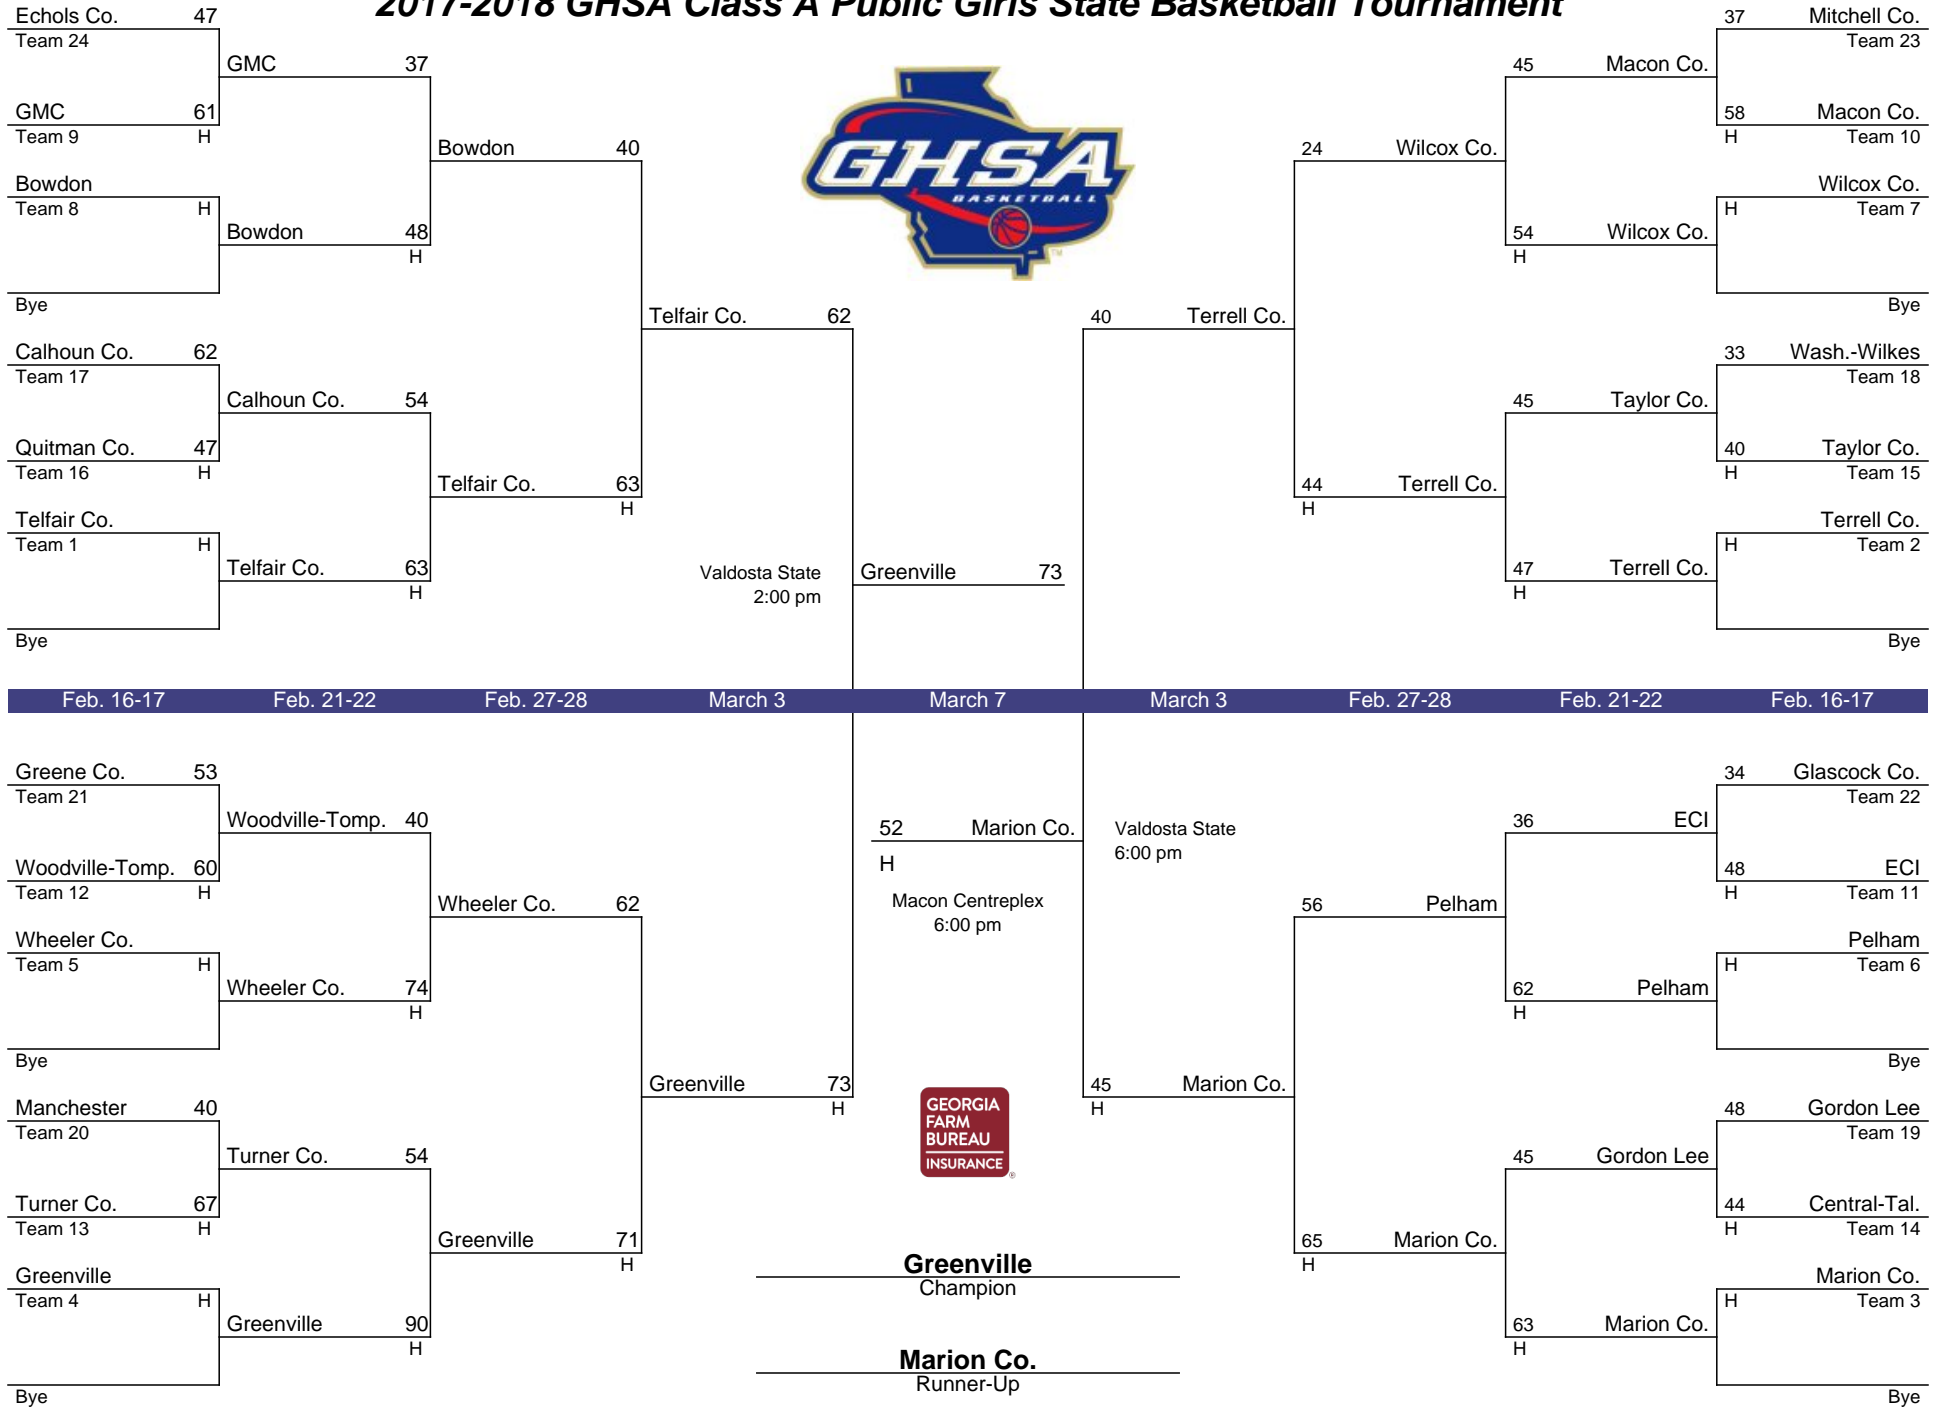 2017-2018 GHSA Class A Public Girls State Basketball Tournament
Echols Co. 47
Team 24
GMC 37
GMC 61
Team 9 H
Bowdon 40
Bowdon
Team 8 H
Bowdon 48
H
Bye
Telfair Co. 62
Calhoun Co. 62
Team 17
Calhoun Co. 54
Quitman Co. 47
Team 16 H
Telfair Co. 63
H
Telfair Co.
Team 1 H
Telfair Co. 63
H
Bye
Valdosta State
2:00 pm
Greenville 73
GHSA
BASKETBALL
TM
37 Mitchell Co.
Team 23
45 Macon Co.
58 Macon Co.
H Team 10
24 Wilcox Co.
Wilcox Co.
H Team 7
54 Wilcox Co.
H
Bye
40 Terrell Co.
33 Wash.-Wilkes
Team 18
45 Taylor Co.
40 Taylor Co.
H Team 15
44 Terrell Co.
H
Terrell Co.
H Team 2
47 Terrell Co.
H
Bye
Feb. 16-17 Feb. 21-22 Feb. 27-28 March 3 March 7 March 3 Feb. 27-28 Feb. 21-22 Feb. 16-17
Greene Co. 53
Team 21
Woodville-Tomp. 40
Woodville-Tomp. 60
Team 12 H
Wheeler Co. 62
Wheeler Co.
Team 5 H
Wheeler Co. 74
H
Bye
Greenville 73
H
Manchester 40
Team 20
Turner Co. 54
Turner Co. 67
Team 13 H
Greenville 71
H
Greenville
Team 4 H
Greenville 90
H
Bye
52 Marion Co.
H
Macon Centreplex
6:00 pm
Valdosta State
6:00 pm
GEORGIA
FARM
BUREAU
INSURANCE
®
Greenville
Champion
Marion Co.
Runner-Up
34 Glascock Co.
Team 22
36 ECI
48 ECI
H Team 11
56 Pelham
Pelham
H Team 6
62 Pelham
H
Bye
45 Marion Co.
H
48 Gordon Lee
Team 19
45 Gordon Lee
44 Central-Tal.
H Team 14
65 Marion Co.
H
Marion Co.
H Team 3
63 Marion Co.
H
Bye